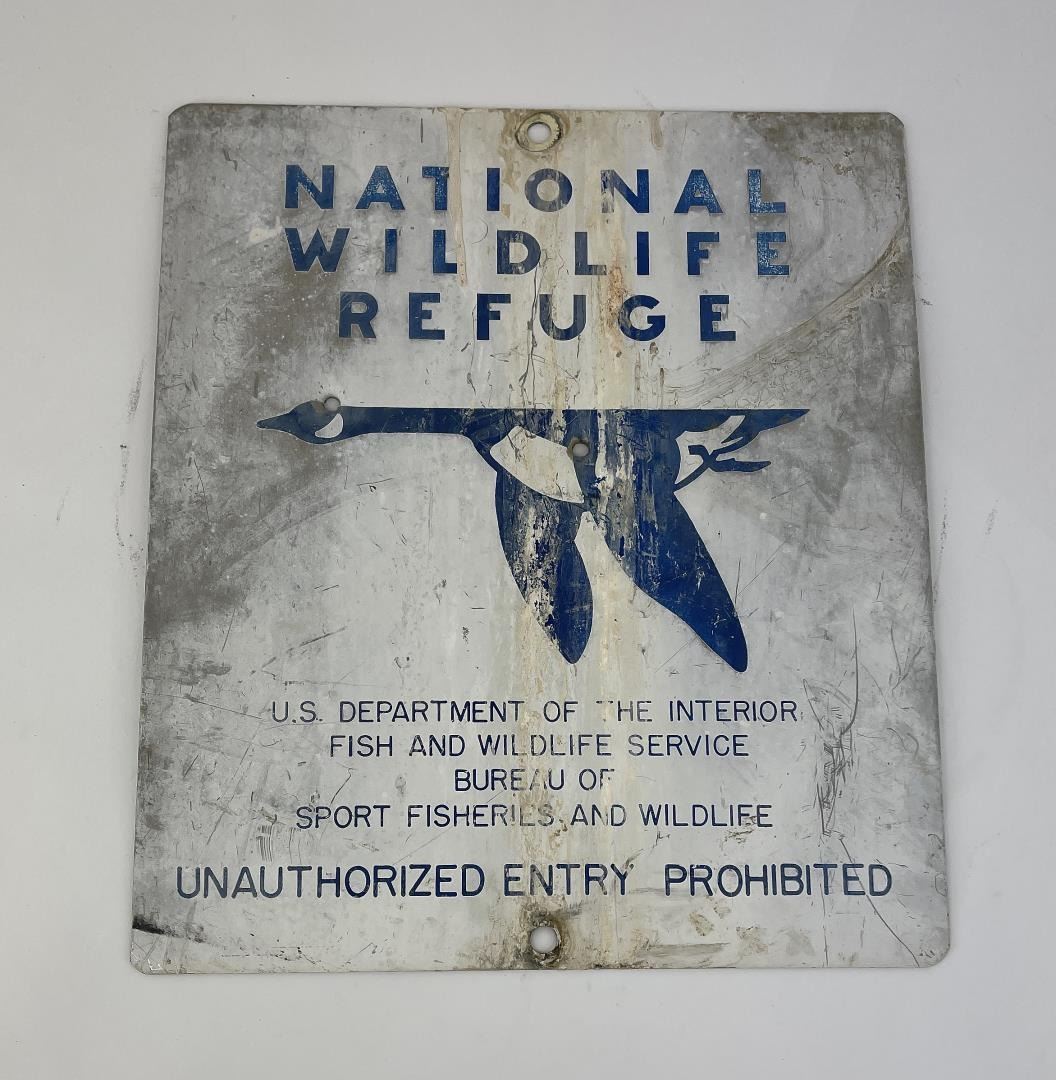 NATIONAL
WILDLIFE
REFUGE
U.S. DEPARTMENT OF THE INTERIOR
FISH AND WILDLIFE SERVICE
BUREAU OF
SPORT FISHERIES AND WILDLIFE
UNAUTHORIZED ENTRY PROHIBITED